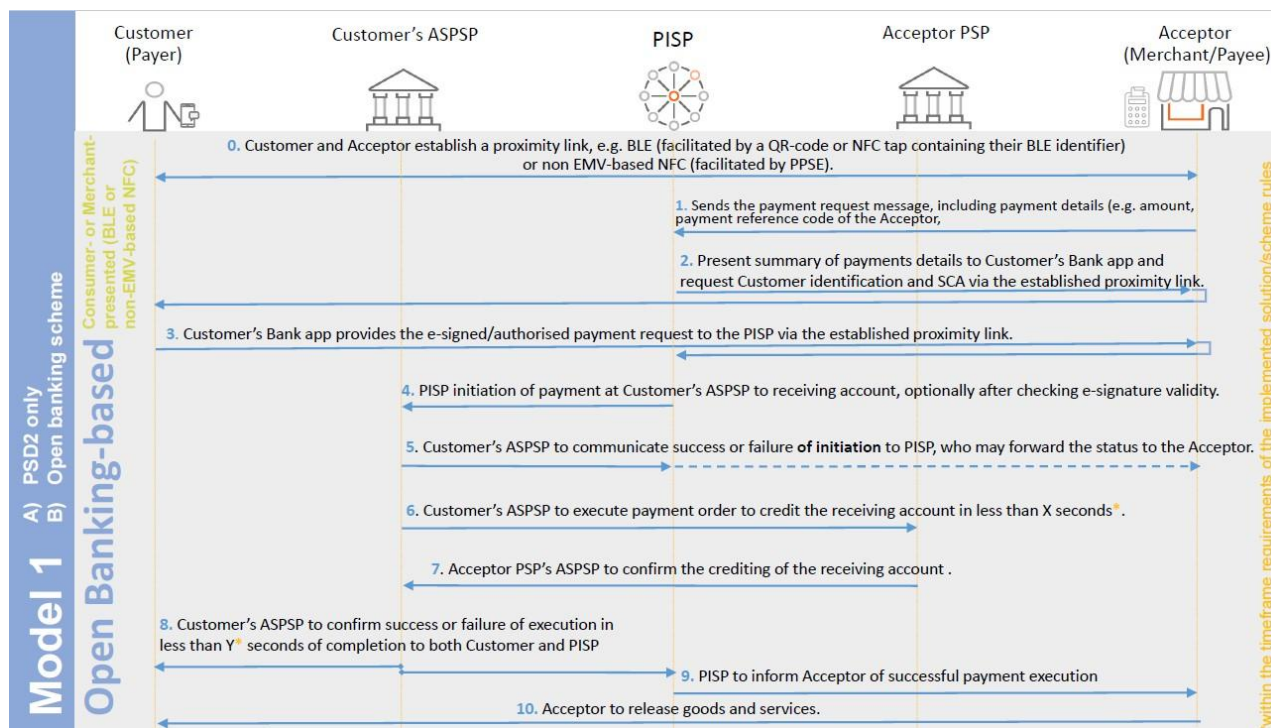 Customer
(Payer)
Customer's ASPSP
PISP
Acceptor PSP
Acceptor
(Merchant/Payee)
Model 1
A) PSD2 only
B) Open banking scheme
Open Banking-based
Consumer- or Merchant-
presented (BLE or
non-EMV-based NFC)
0. Customer and Acceptor establish a proximity link, e.g. BLE (facilitated by a QR-code or NFC tap containing their BLE identifier)
or non EMV-based NFC (facilitated by PPSE).
1. Sends the payment request message, including payment details (e.g. amount,
payment reference code of the Acceptor,
2. Present summary of payments details to Customer's Bank app and
request Customer identification and SCA via the established proximity link.
3. Customer's Bank app provides the e-signed/authorised payment request to the PISP via the established proximity link.
4. PISP initiation of payment at Customer's ASPSP to receiving account, optionally after checking e-signature validity.
5. Customer's ASPSP to communicate success or failure of initiation to PISP, who may forward the status to the Acceptor.
6. Customer's ASPSP to execute payment order to credit the receiving account in less than X seconds*.
7. Acceptor PSP's ASPSP to confirm the crediting of the receiving account .
8. Customer's ASPSP to confirm success or failure of execution in
less than Y* seconds of completion to both Customer and PISP
9. PISP to inform Acceptor of successful payment execution
10. Acceptor to release goods and services.
within the timeframe requirements of the implemented solution/scheme rules